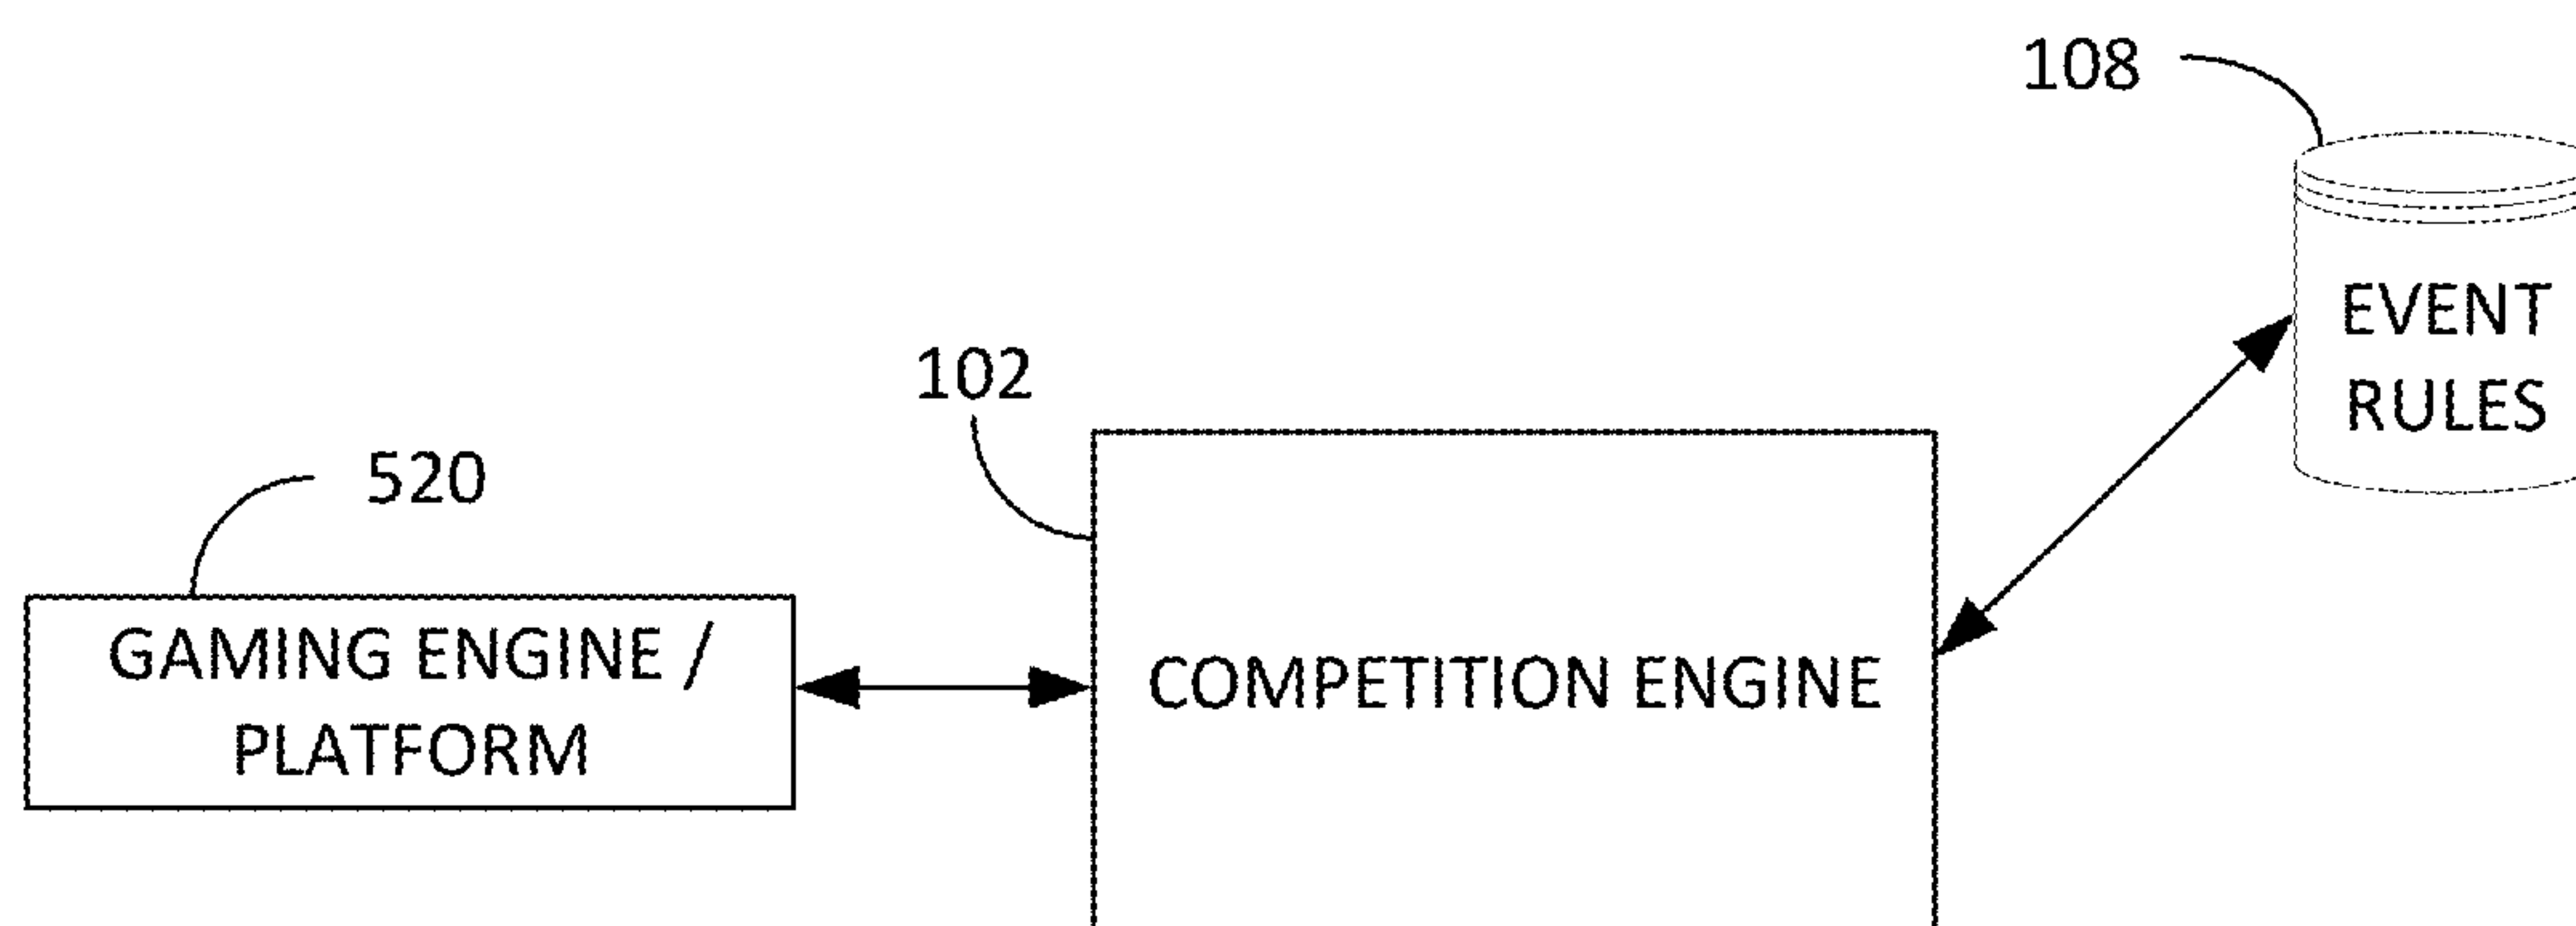 108
EVENT
RULES
102
520
GAMING ENGINE /
PLATFORM
COMPETITION ENGINE